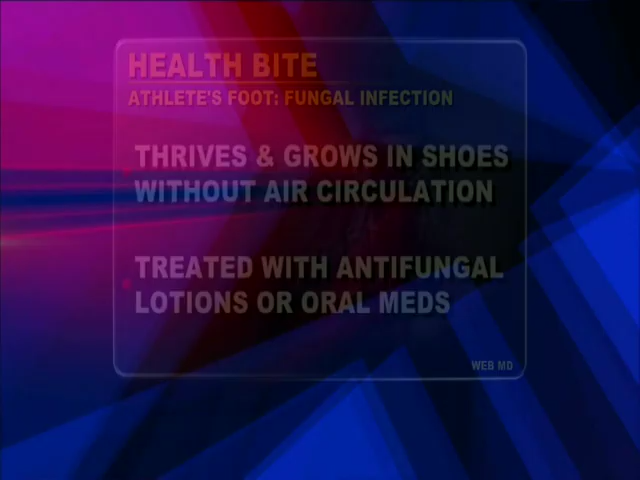 HEALTH BITE
ATHLETE'S FOOT: FUNGAL INFECTION
THRIVES & GROWS IN SHOES
WITHOUT AIR CIRCULATION
TREATED WITH ANTIFUNGAL
LOTIONS OR ORAL MEDS
WEB MD